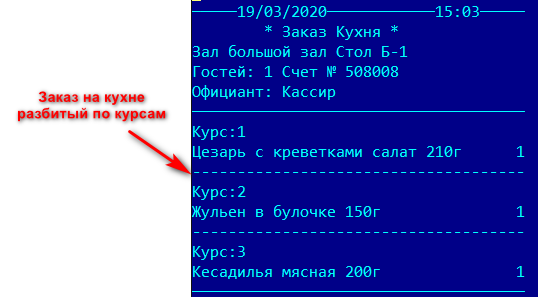 19/03/2020 15:03
* Заказ Кухня *
Зал большой зал Стол Б-1
Гостей: 1 Счет № 508008
Официант: Кассир
Заказ на кухне
разбитый по курсам
Курс:1
Цезарь с креветками салат 210г 1
Курс:2
Жульен в булочке 150г 1
Курс:3
Кесадилья мясная 200г 1